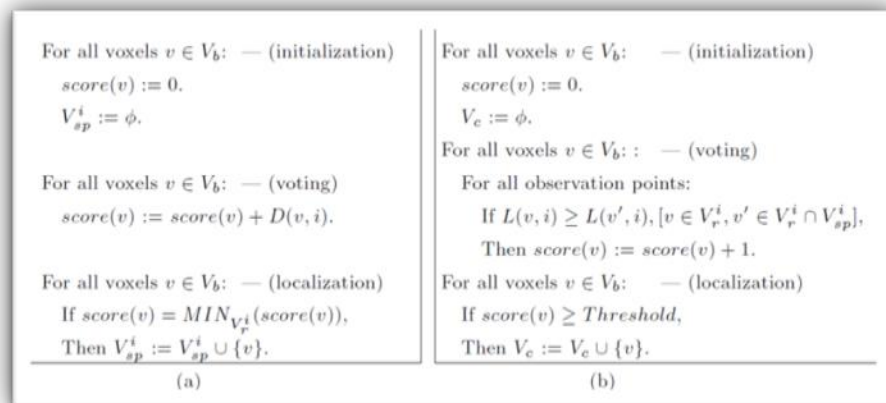 For all voxels v ∈ V_b: — (initialization)
score(v) := 0.
V^i_sp := ϕ.
For all voxels v ∈ V_b: — (voting)
score(v) := score(v) + D(v, i).
For all voxels v ∈ V_b: — (localization)
If score(v) = MIN_{V^i_r}(score(v)),
Then V^i_sp := V^i_sp ∪ {v}.
(a)
For all voxels v ∈ V_b: — (initialization)
score(v) := 0.
V_c := ϕ.
For all voxels v ∈ V_b: : — (voting)
For all observation points:
If L(v, i) ≥ L(v′, i), [v ∈ V^i_r, v′ ∈ V^i_r ∩ V^i_sp],
Then score(v) := score(v) + 1.
For all voxels v ∈ V_b: — (localization)
If score(v) ≥ Threshold,
Then V_c := V_c ∪ {v}.
(b)